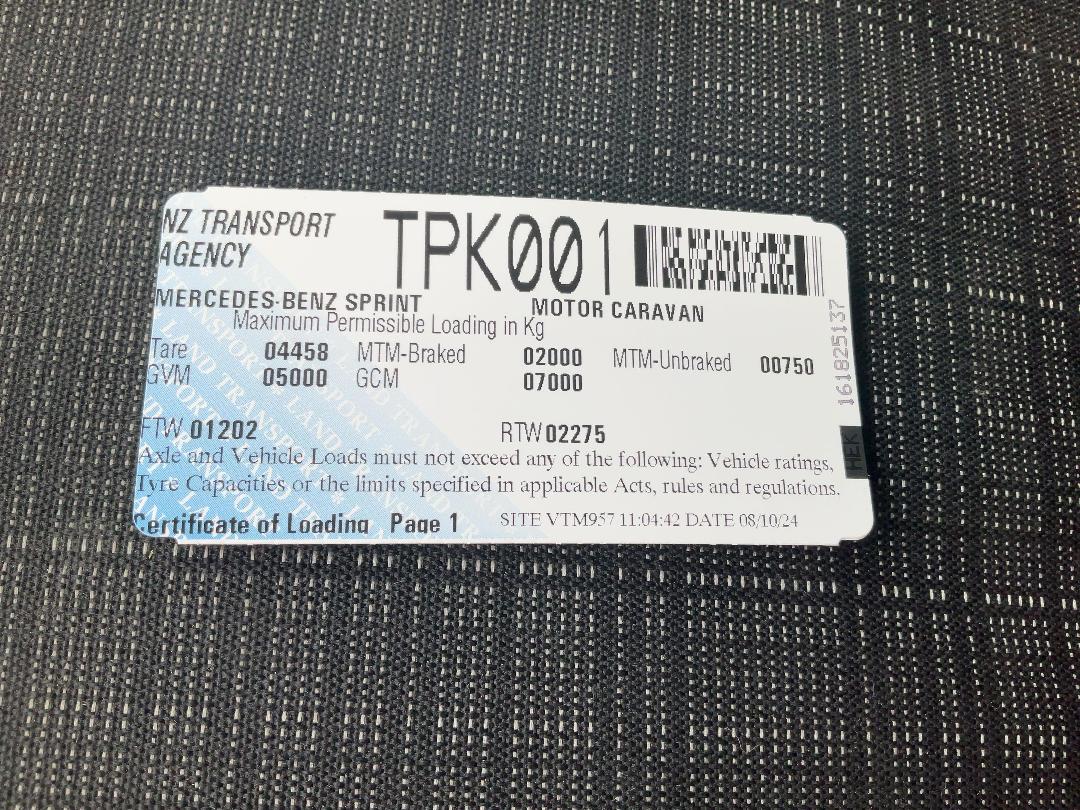 NZ TRANSPORT
AGENCY
TPK001
MERCEDES-BENZ SPRINT MOTOR CARAVAN
Maximum Permissible Loading in Kg
Tare 04458 MTM-Braked 02000 MTM-Unbraked 00750
GVM 05000 GCM 07000
FTW 01202 RTW 02275
Axle and Vehicle Loads must not exceed any of the following: Vehicle ratings,
Tyre Capacities or the limits specified in applicable Acts, rules and regulations.
Certificate of Loading Page 1 SITE VTM957 11:04:42 DATE 08/10/24
161825137
HEK